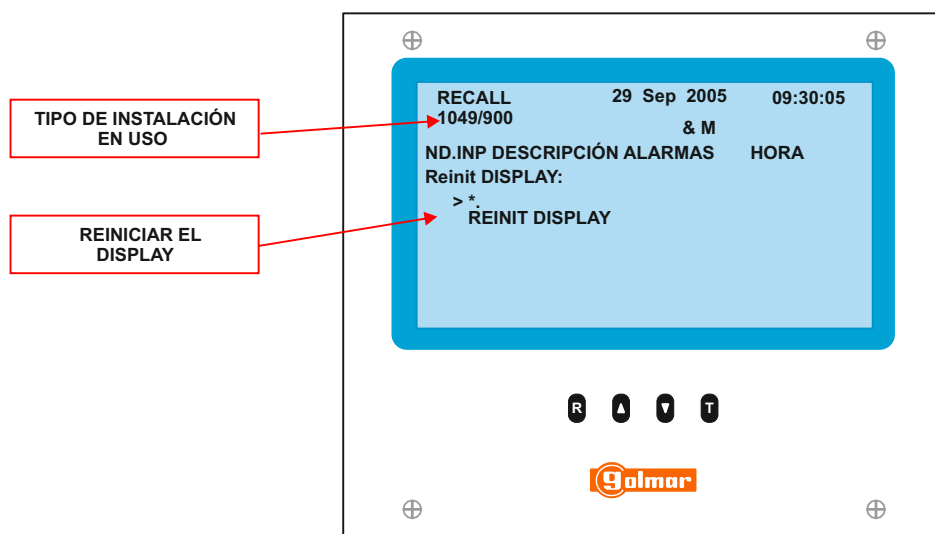 TIPO DE INSTALACIÓN
EN USO
REINICIAR EL
DISPLAY
RECALL 29 Sep 2005 09:30:05
1049/900
& M
ND.INP DESCRIPCIÓN ALARMAS HORA
Reinit DISPLAY:
> *.
REINIT DISPLAY
R T
golmar